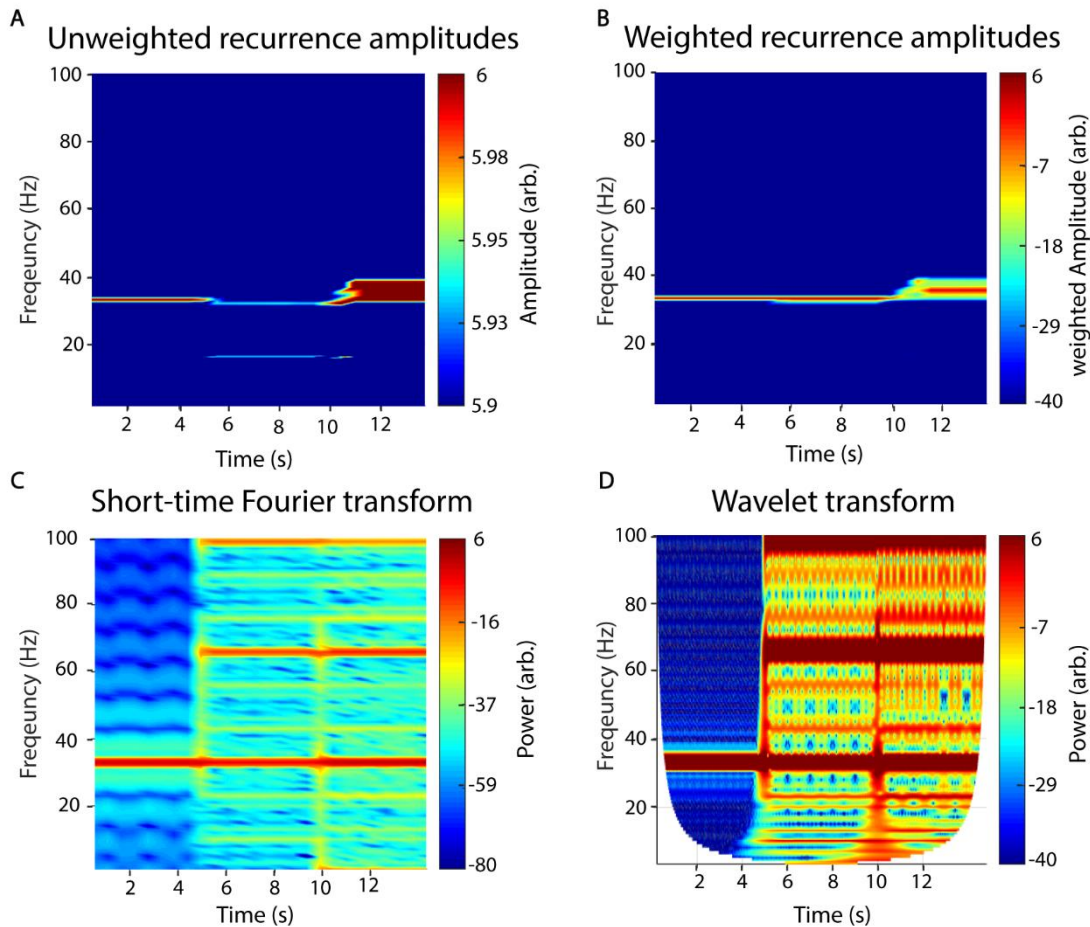 A
Unweighted recurrence amplitudes
100
80
60
40
20
Freqeuncy (Hz)
2 4 6 8 10 12
Time (s)
6
5.98
5.95
5.93
5.9
Amplitude (arb.)
B
Weighted recurrence amplitudes
100
80
60
40
20
Freqeuncy (Hz)
2 4 6 8 10 12
Time (s)
6
-7
-18
-29
-40
weighted Amplitude (arb.)
C
Short-time Fourier transform
100
80
60
40
20
Freqeuncy (Hz)
2 4 6 8 10 12
Time (s)
6
-16
-37
-59
-80
Power (arb.)
D
Wavelet transform
100
80
60
40
20
Freqeuncy (Hz)
2 4 6 8 10 12
Time (s)
6
-7
-18
-29
-40
Power (arb.)